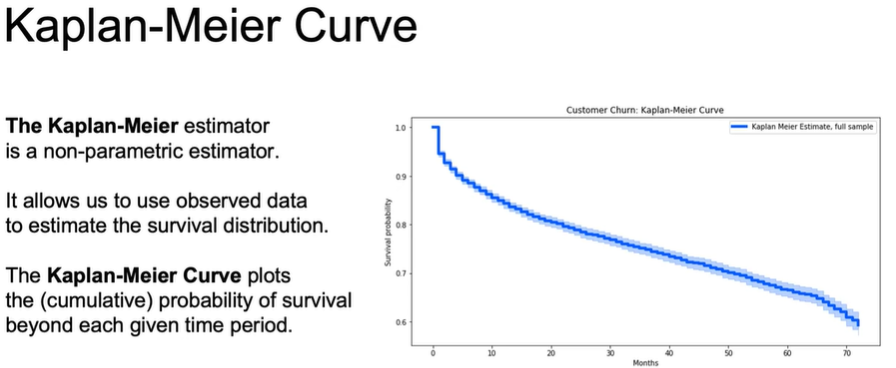 Kaplan-Meier Curve
The Kaplan-Meier estimator
is a non-parametric estimator.
It allows us to use observed data
to estimate the survival distribution.
The Kaplan-Meier Curve plots
the (cumulative) probability of survival
beyond each given time period.
Customer Churn: Kaplan-Meier Curve
Kaplan Meier Estimate, full sample
Survival probability
1.0
0.9
0.8
0.7
0.6
0 10 20 30 40 50 60 70
Months